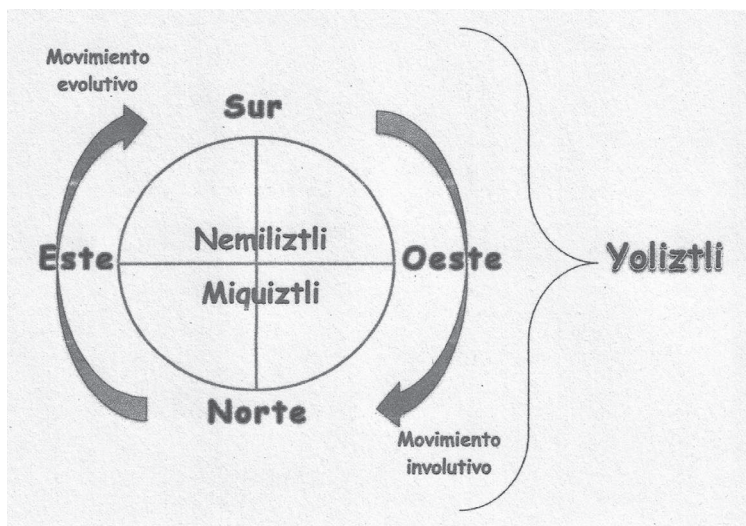 Movimiento
evolutivo
Sur
Nemiliztli
Este
Oeste
Yoliztli
Miquiztli
Norte
Movimiento
involutivo